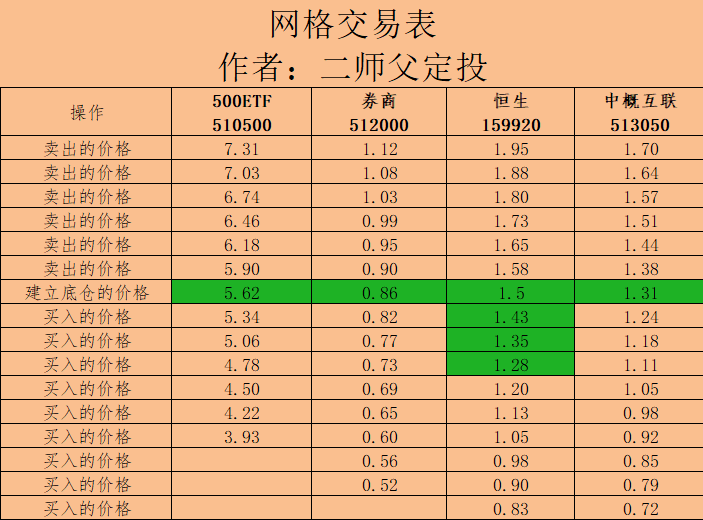 网格交易表
作者：二师父定投
操作 500ETF 510500 券商 512000 恒生 159920 中概互联 513050
卖出的价格 7.31 1.12 1.95 1.70
卖出的价格 7.03 1.08 1.88 1.64
卖出的价格 6.74 1.03 1.80 1.57
卖出的价格 6.46 0.99 1.73 1.51
卖出的价格 6.18 0.95 1.65 1.44
卖出的价格 5.90 0.90 1.58 1.38
建立底仓的价格 5.62 0.86 1.5 1.31
买入的价格 5.34 0.82 1.43 1.24
买入的价格 5.06 0.77 1.35 1.18
买入的价格 4.78 0.73 1.28 1.11
买入的价格 4.50 0.69 1.20 1.05
买入的价格 4.22 0.65 1.13 0.98
买入的价格 3.93 0.60 1.05 0.92
买入的价格 0.56 0.98 0.85
买入的价格 0.52 0.90 0.79
买入的价格 0.83 0.72